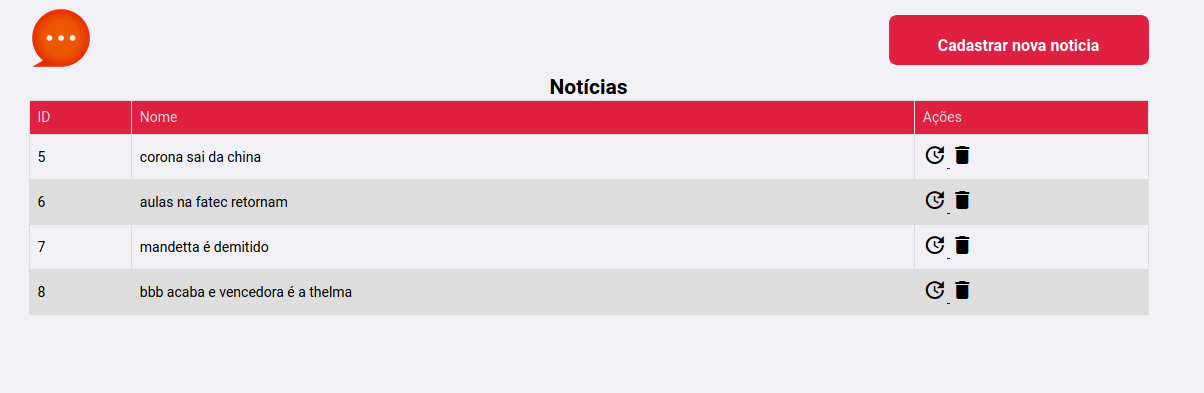 Cadastrar nova noticia
Notícias
ID Nome Ações
5 corona sai da china
6 aulas na fatec retornam
7 mandetta é demitido
8 bbb acaba e vencedora é a thelma